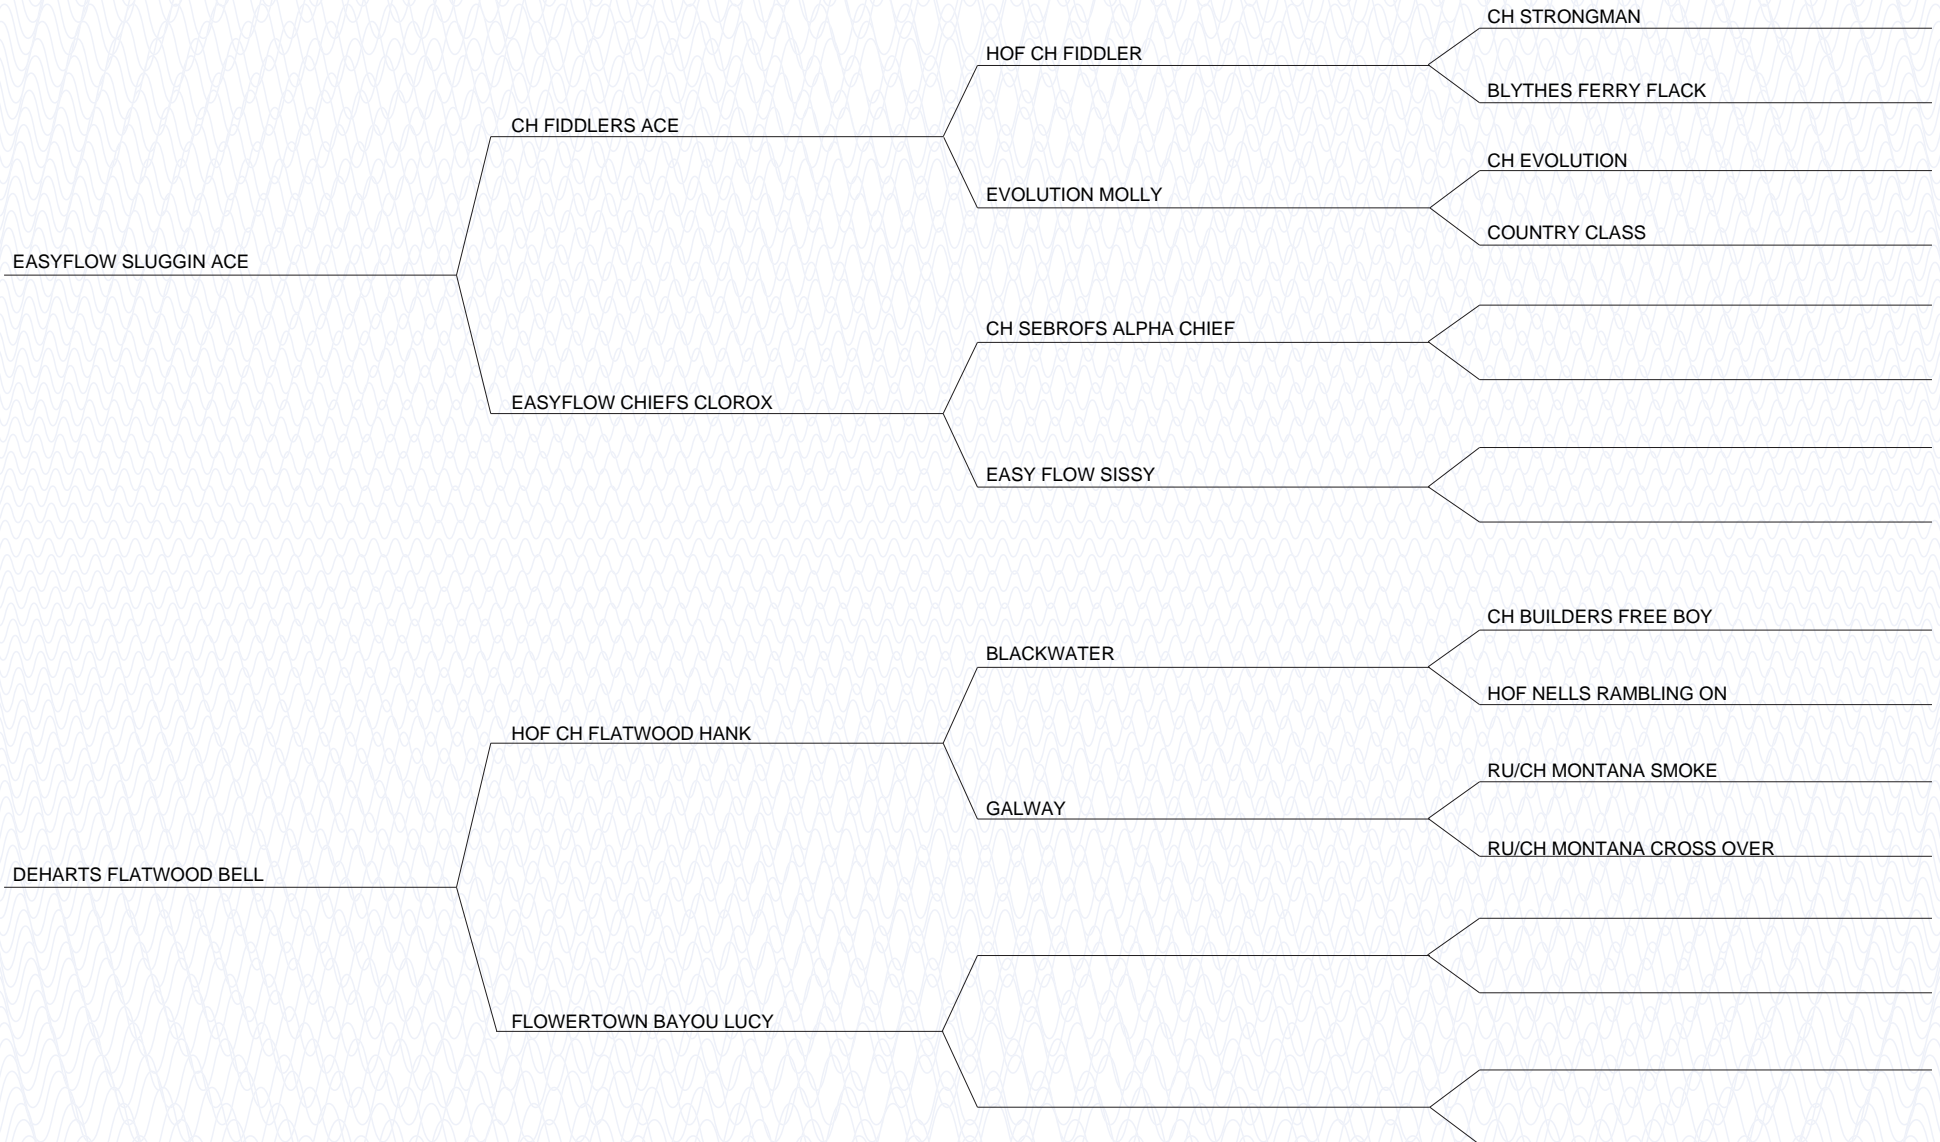 CH STRONGMAN
HOF CH FIDDLER
BLYTHES FERRY FLACK
CH FIDDLERS ACE
CH EVOLUTION
EVOLUTION MOLLY
COUNTRY CLASS
EASYFLOW SLUGGIN ACE
CH SEBROFS ALPHA CHIEF
EASYFLOW CHIEFS CLOROX
EASY FLOW SISSY
CH BUILDERS FREE BOY
BLACKWATER
HOF NELLS RAMBLING ON
HOF CH FLATWOOD HANK
RU/CH MONTANA SMOKE
GALWAY
RU/CH MONTANA CROSS OVER
DEHARTS FLATWOOD BELL
FLOWERTOWN BAYOU LUCY